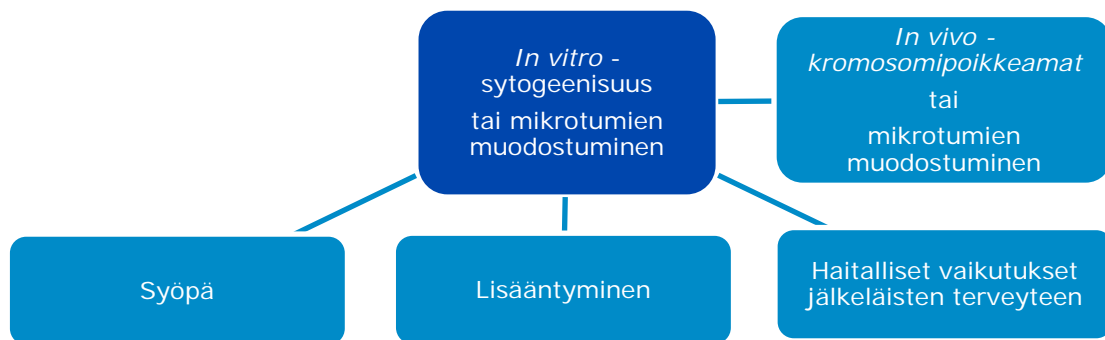 In vitro -
sytogeenisuus
tai mikrotumien
muodostuminen
In vivo -
kromosomipoikkeamat
tai
mikrotumien
muodostuminen
Syöpä
Lisääntyminen
Haitalliset vaikutukset
jälkeläisten terveyteen